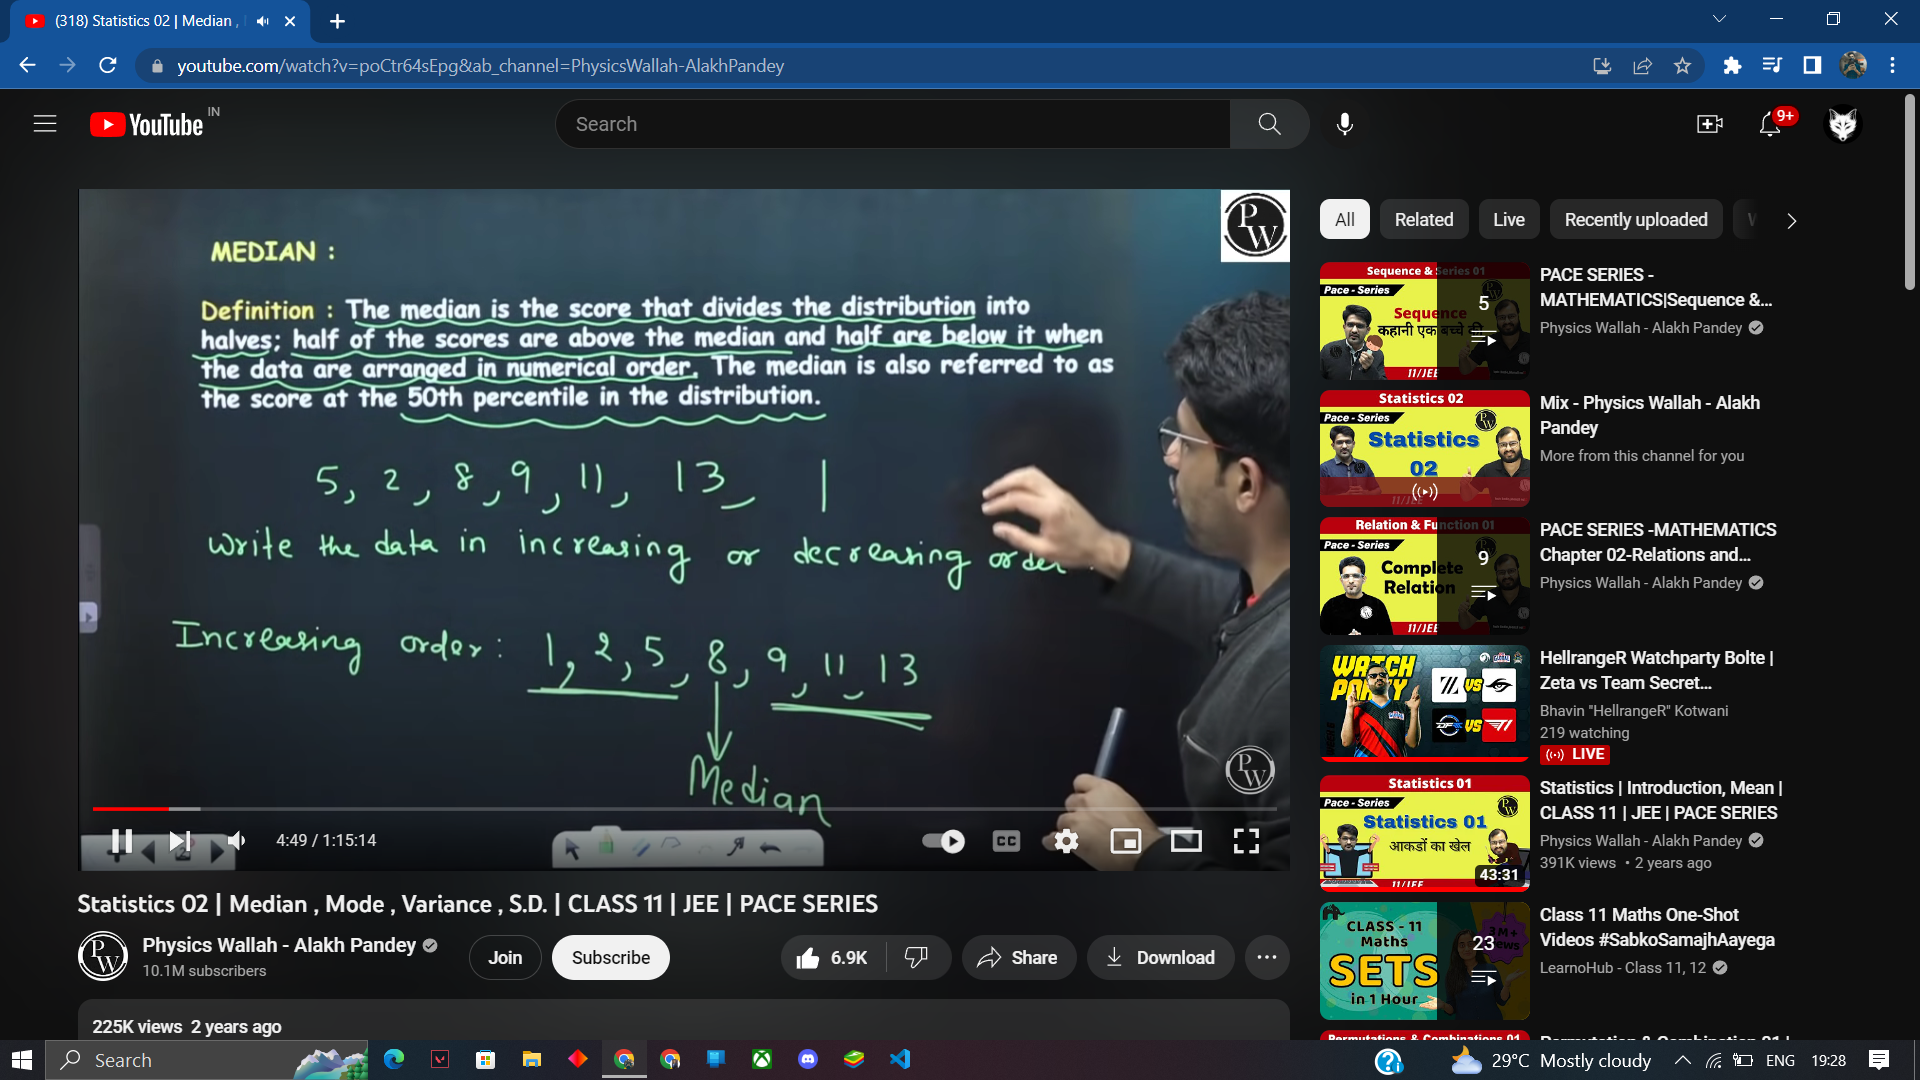 (318) Statistics 02 | Median ,
youtube.com/watch?v=poCtr64sEpg&ab_channel=PhysicsWallah-AlakhPandey
YouTube IN
Search
9+
PW
MEDIAN :
Definition : The median is the score that divides the distribution into
halves; half of the scores are above the median and half are below it when
the data are arranged in numerical order. The median is also referred to as
the score at the 50th percentile in the distribution.
5, 2, 8, 9, 11, 13, 1
Write the data in increasing or decreasing order
Increasing order: 1, 2, 5, 8, 9, 11, 13
Median
PW
4:49 / 1:15:14
CC
Statistics 02 | Median , Mode , Variance , S.D. | CLASS 11 | JEE | PACE SERIES
PW
Physics Wallah - Alakh Pandey
10.1M subscribers
Join
Subscribe
6.9K
Share
Download
225K views 2 years ago
All
Related
Live
Recently uploaded
Sequence & Series 01
Pace - Series
Sequence
कहानी एक बच्चे की
11/JEE
5
PACE SERIES -
MATHEMATICS|Sequence &...
Physics Wallah - Alakh Pandey
Statistics 02
Pace - Series
Statistics
02
11/JEE
Mix - Physics Wallah - Alakh
Pandey
More from this channel for you
Relation & Function 01
Pace - Series
Complete
Relation
11/JEE
9
PACE SERIES -MATHEMATICS
Chapter 02-Relations and...
Physics Wallah - Alakh Pandey
WATCH
PARTY
VS
VS
HellrangeR Watchparty Bolte |
Zeta vs Team Secret...
Bhavin "HellrangeR" Kotwani
219 watching
LIVE
Statistics 01
Pace - Series
Statistics 01
आकडों का खेल
11/JEE
43:31
Statistics | Introduction, Mean |
CLASS 11 | JEE | PACE SERIES
Physics Wallah - Alakh Pandey
391K views • 2 years ago
CLASS - 11
Maths
SETS
in 1 Hour
3M+
views
23
Class 11 Maths One-Shot
Videos #SabkoSamajhAayega
LearnoHub - Class 11, 12
Permutations & Combinations 01
Permutation & Combination 01 |
Search
29°C Mostly cloudy
ENG
19:28